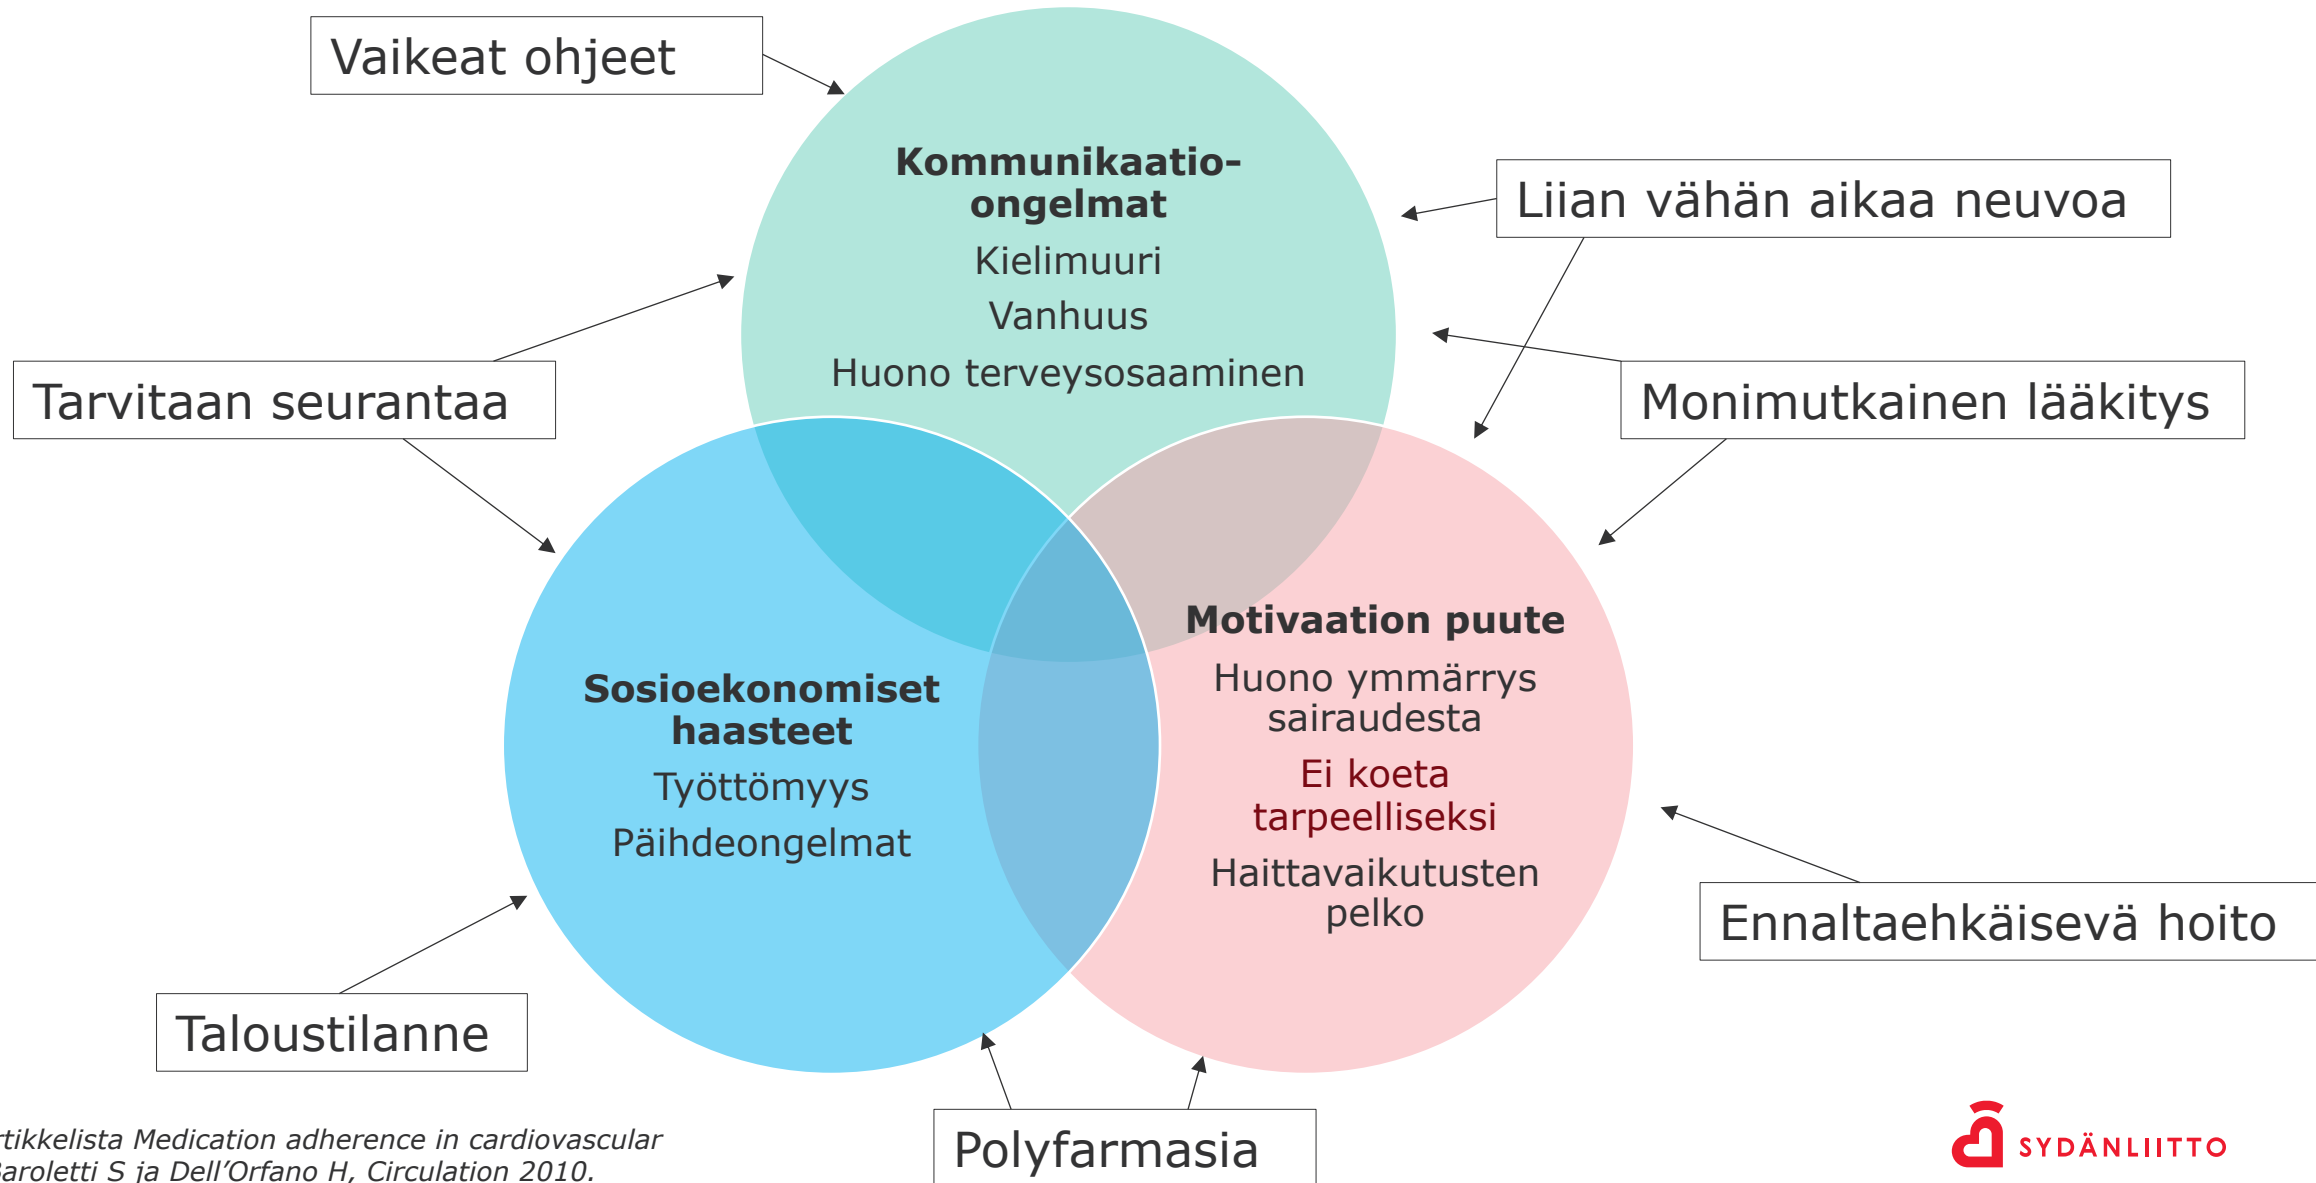 Vaikeat ohjeet
Kommunikaatio-
ongelmat
Kielimuuri
Vanhuus
Huono terveysosaaminen
Liian vähän aikaa neuvoa
Tarvitaan seurantaa
Monimutkainen lääkitys
Sosioekonomiset
haasteet
Työttömyys
Päihdeongelmat
Motivaation puute
Huono ymmärrys
sairaudesta
Ei koeta
tarpeelliseksi
Haittavaikutusten
pelko
Ennaltaehkäisevä hoito
Taloustilanne
Polyfarmasia
Medication adherence in cardiovascular
S ja Dell’Orfano H, Circulation 2010.
SYDÄNLIITTO